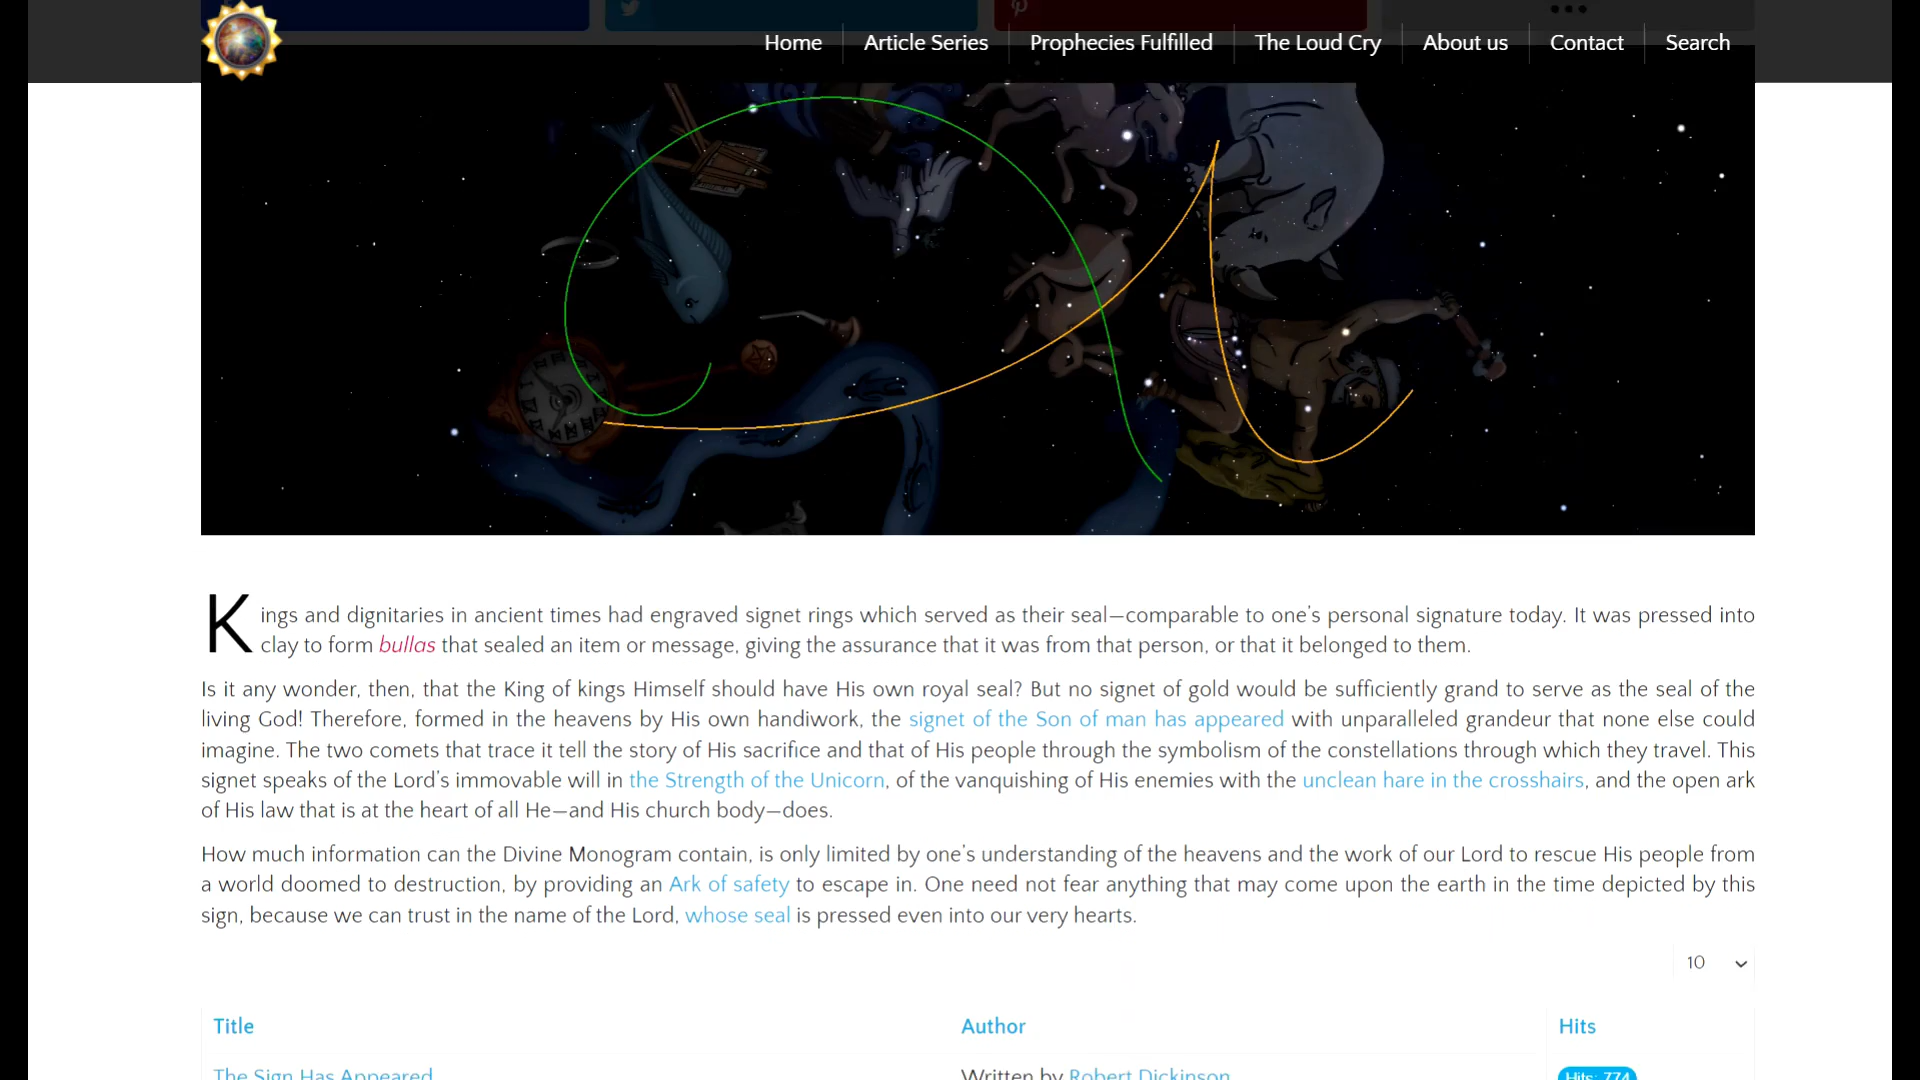 Home Article Series Prophecies Fulfilled The Loud Cry About us Contact Search
Kings and dignitaries in ancient times had engraved signet rings which served as their seal—comparable to one's personal signature today. It was pressed into
clay to form bullas that sealed an item or message, giving the assurance that it was from that person, or that it belonged to them.
Is it any wonder, then, that the King of kings Himself should have His own royal seal? But no signet of gold would be sufficiently grand to serve as the seal of the
living God! Therefore, formed in the heavens by His own handiwork, the signet of the Son of man has appeared with unparalleled grandeur that none else could
imagine. The two comets that trace it tell the story of His sacrifice and that of His people through the symbolism of the constellations through which they travel. This
signet speaks of the Lord's immovable will in the Strength of the Unicorn, of the vanquishing of His enemies with the unclean hare in the crosshairs, and the open ark
of His law that is at the heart of all He—and His church body—does.
How much information can the Divine Monogram contain, is only limited by one's understanding of the heavens and the work of our Lord to rescue His people from
a world doomed to destruction, by providing an Ark of safety to escape in. One need not fear anything that may come upon the earth in the time depicted by this
sign, because we can trust in the name of the Lord, whose seal is pressed even into our very hearts.
10
Title Author Hits
The Sign Has Appeared Written by Robert Dickinson Hits: 774